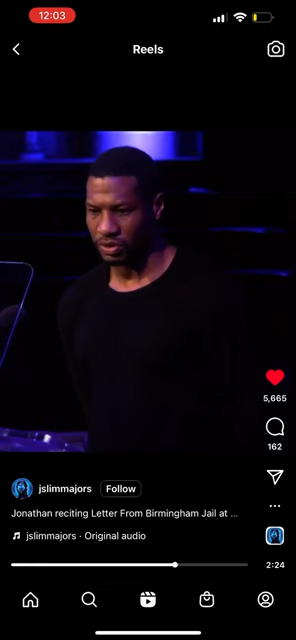 12:03
Reels
5,665
162
jslimmajors Follow
Jonathan reciting Letter From Birmingham Jail at ...
jslimmajors · Original audio
2:24